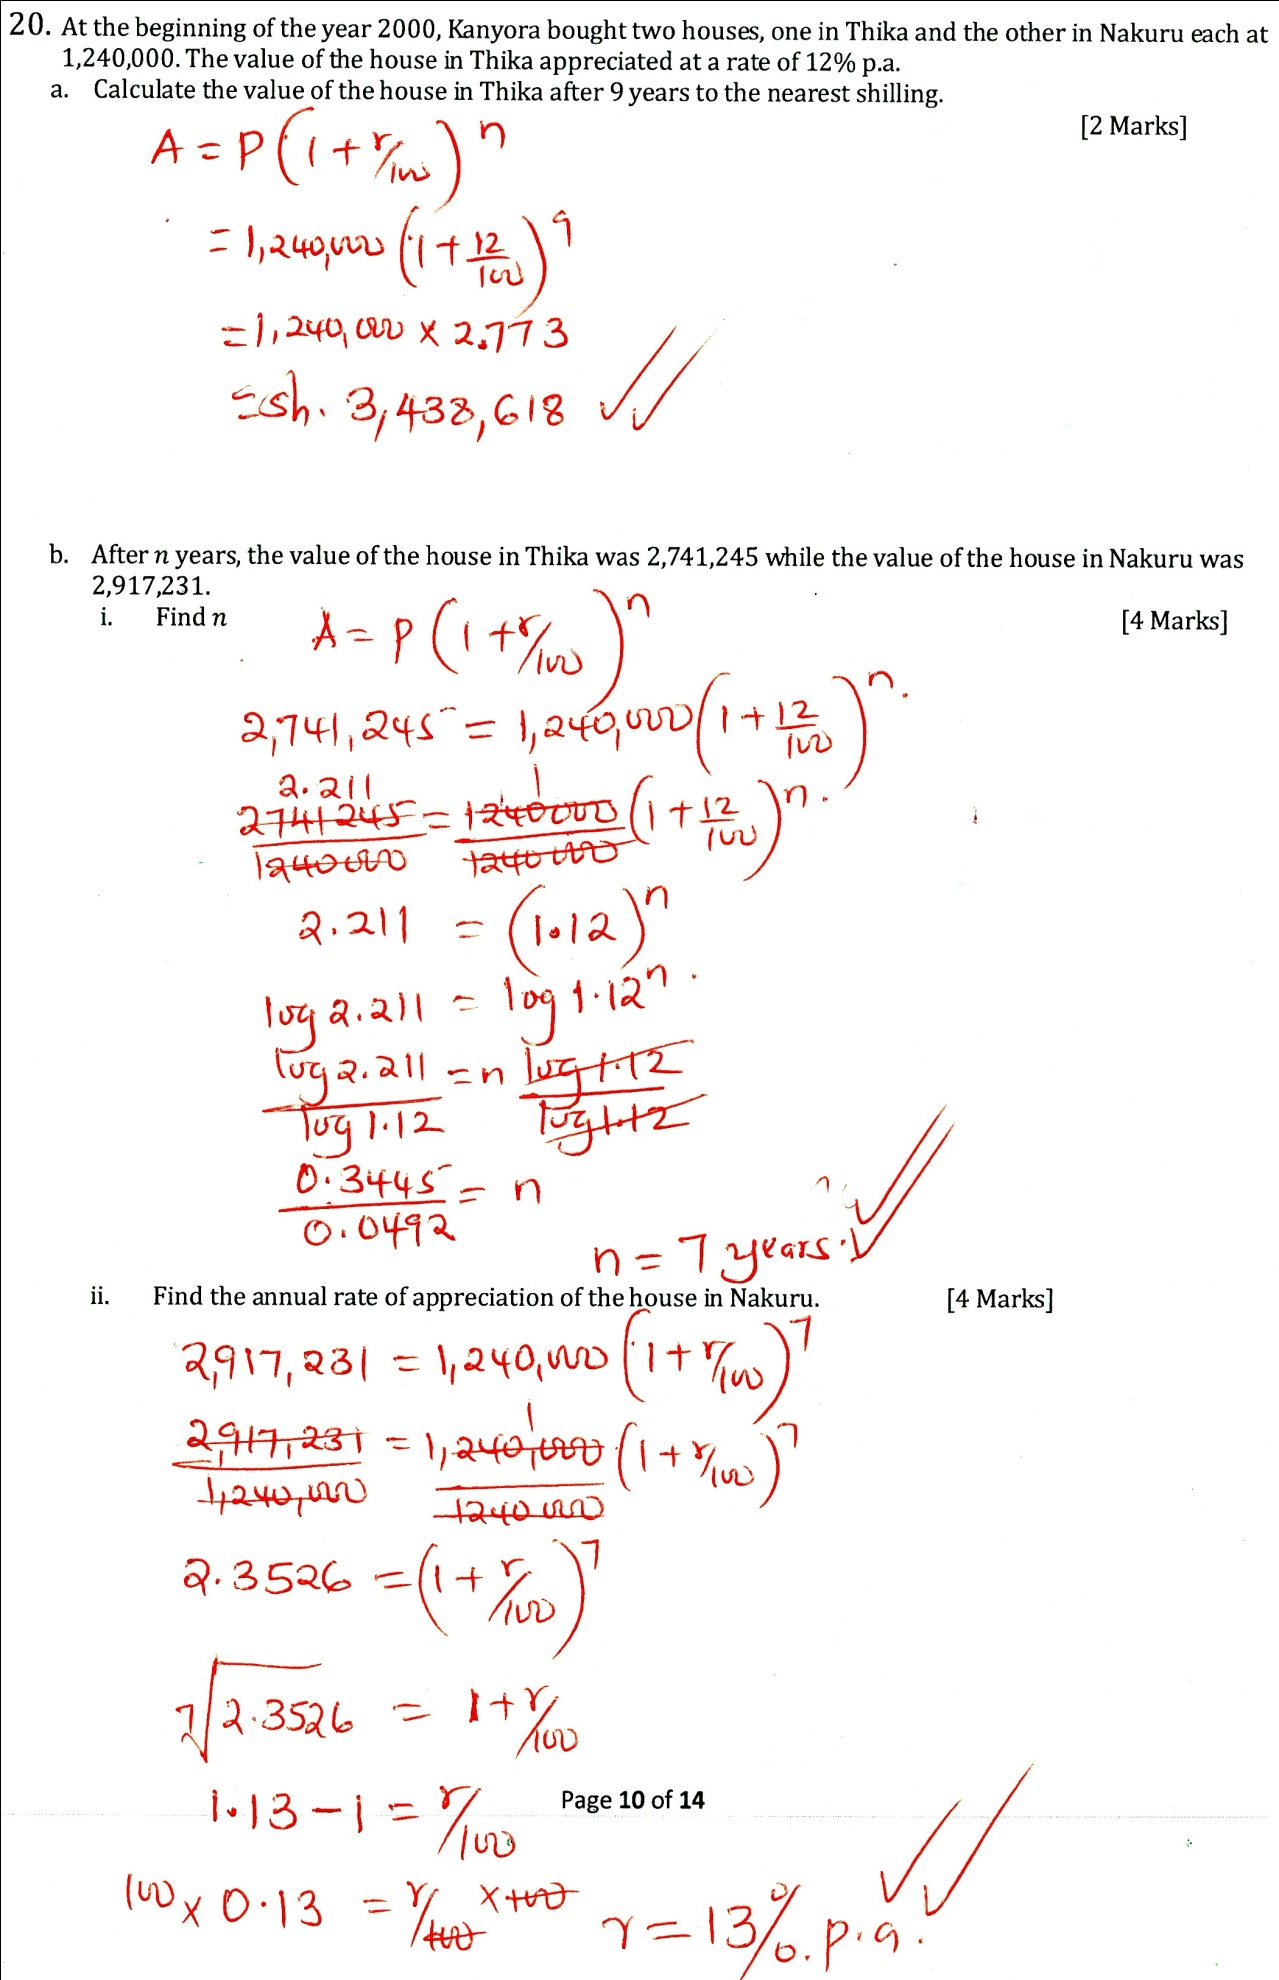 20. At the beginning of the year 2000, Kanyora bought two houses, one in Thika and the other in Nakuru each at
1,240,000. The value of the house in Thika appreciated at a rate of 12% p.a.
a. Calculate the value of the house in Thika after 9 years to the nearest shilling.
[2 Marks]
A = P(1 + r/100)^n
= 1,240,000 (1 + 12/100)^9
= 1,240,000 × 2.773
= sh. 3,438,618 ✓✓
b. After n years, the value of the house in Thika was 2,741,245 while the value of the house in Nakuru was
2,917,231.
i. Find n [4 Marks]
A = P(1 + r/100)^n
2,741,245 = 1,240,000 (1 + 12/100)^n.
2.211 1
2741245/1240000 = 1240000/1240000 (1 + 12/100)^n.
2.211 = (1.12)^n
log 2.211 = log 1.12^n.
log 2.211/log 1.12 = n log 1.12/log 1.12
0.3445/0.0492 = n
n = 7 years. ✓✓
ii. Find the annual rate of appreciation of the house in Nakuru. [4 Marks]
2,917,231 = 1,240,000 (1 + r/100)^7
1
2,917,231/1,240,000 = 1,240,000/1240000 (1 + r/100)^7
2.3526 = (1 + r/100)^7
7√2.3526 = 1 + r/100
1.13 – 1 = r/100
Page 10 of 14
100 × 0.13 = r/100 × 100
r = 13% p.a. ✓✓